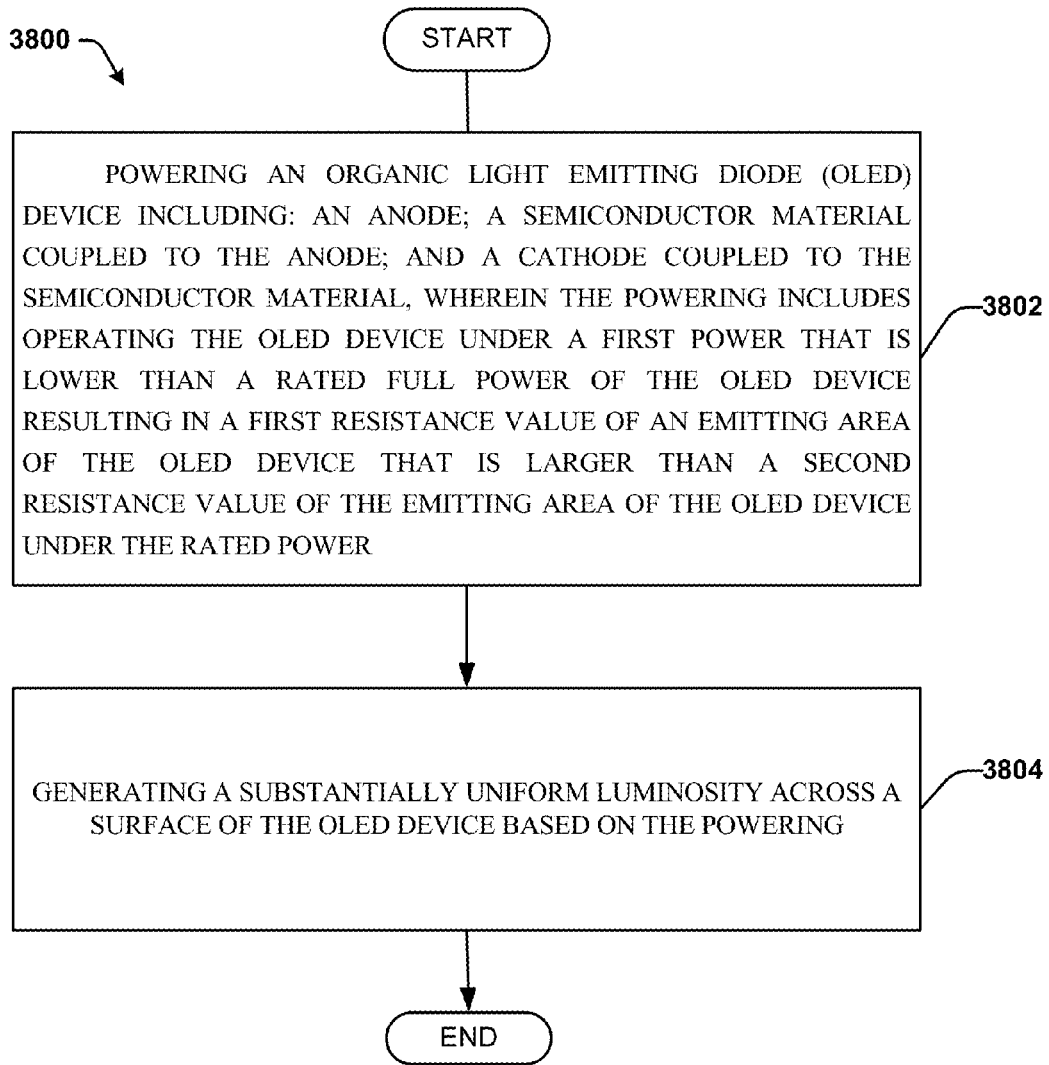 3800
START
POWERING AN ORGANIC LIGHT EMITTING DIODE (OLED)
DEVICE INCLUDING: AN ANODE; A SEMICONDUCTOR MATERIAL
COUPLED TO THE ANODE; AND A CATHODE COUPLED TO THE
SEMICONDUCTOR MATERIAL, WHEREIN THE POWERING INCLUDES
OPERATING THE OLED DEVICE UNDER A FIRST POWER THAT IS
LOWER THAN A RATED FULL POWER OF THE OLED DEVICE
RESULTING IN A FIRST RESISTANCE VALUE OF AN EMITTING AREA
OF THE OLED DEVICE THAT IS LARGER THAN A SECOND
RESISTANCE VALUE OF THE EMITTING AREA OF THE OLED DEVICE
UNDER THE RATED POWER
3802
GENERATING A SUBSTANTIALLY UNIFORM LUMINOSITY ACROSS A
SURFACE OF THE OLED DEVICE BASED ON THE POWERING
3804
END